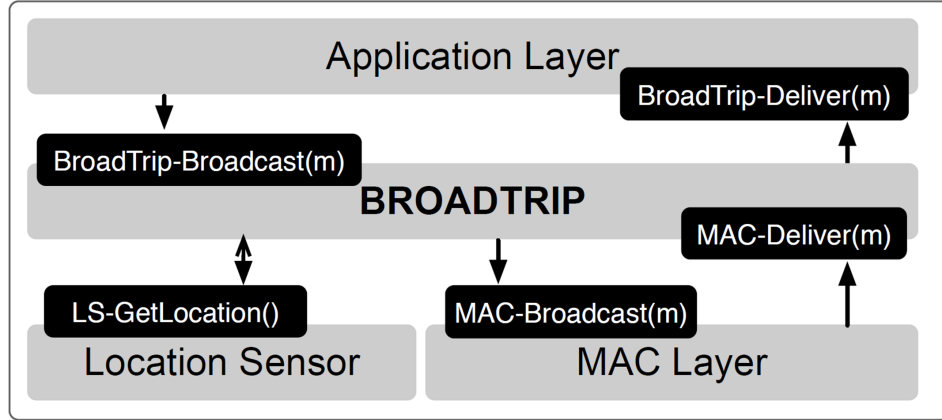 Application Layer
BroadTrip-Deliver(m)
BroadTrip-Broadcast(m)
BROADTRIP
MAC-Deliver(m)
LS-GetLocation()
MAC-Broadcast(m)
Location Sensor
MAC Layer